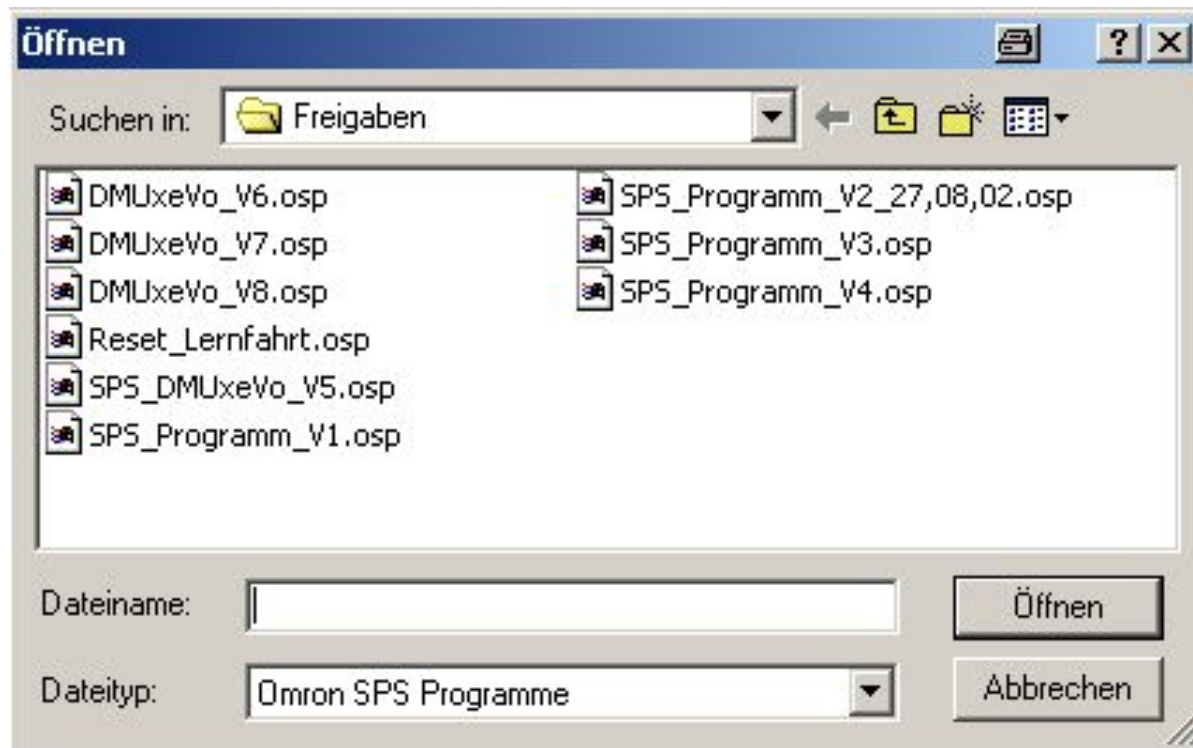 Öffnen
Suchen in: Freigaben
DMUxeVo_V6.osp
DMUxeVo_V7.osp
DMUxeVo_V8.osp
Reset_Lernfahrt.osp
SPS_DMUxeVo_V5.osp
SPS_Programm_V1.osp
SPS_Programm_V2_27,08,02.osp
SPS_Programm_V3.osp
SPS_Programm_V4.osp
Dateiname:
Öffnen
Dateityp: Omron SPS Programme
Abbrechen